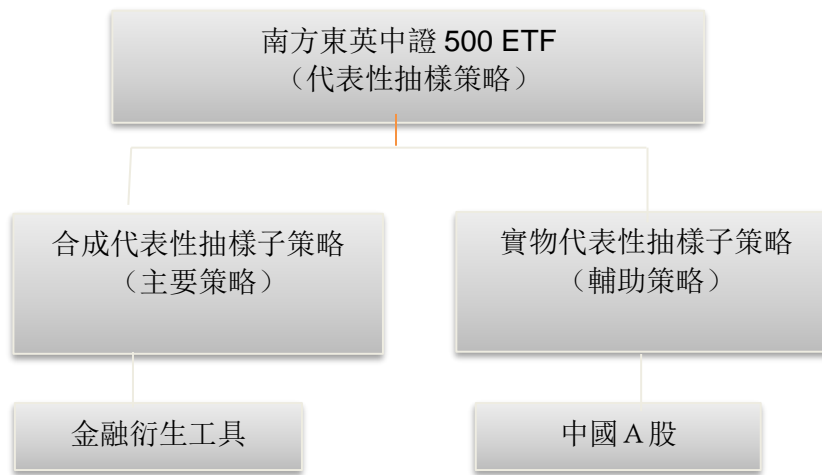 南方東英中證 500 ETF
（代表性抽樣策略）
合成代表性抽樣子策略
（主要策略）
實物代表性抽樣子策略
（輔助策略）
金融衍生工具
中國Ａ股